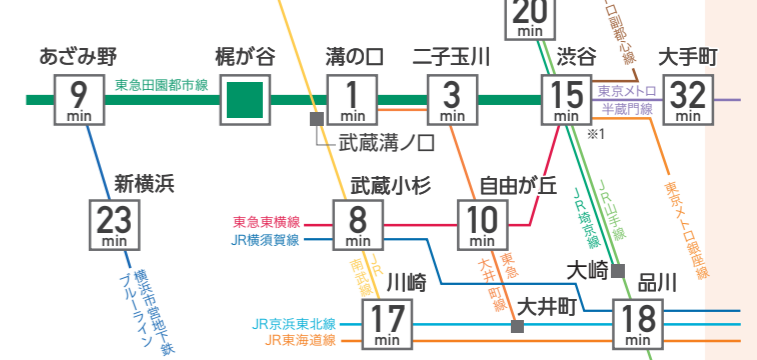 20
min
トロ副都心線
あざみ野
梶が谷
溝の口
二子玉川
渋谷
大手町
東急田園都市線
9
min
1
min
3
min
15
min
東京メトロ
半蔵門線
32
min
※1
武蔵溝ノ口
新横浜
23
min
武蔵小杉
自由が丘
東急東横線
JR横須賀線
8
min
10
min
JR埼京線
JR山手線
東京メトロ銀座線
横浜市営地下鉄
ブルーライン
JR
南武線
川崎
東急
大井町線
大崎
品川
大井町
JR京浜東北線
JR東海道線
17
min
18
min